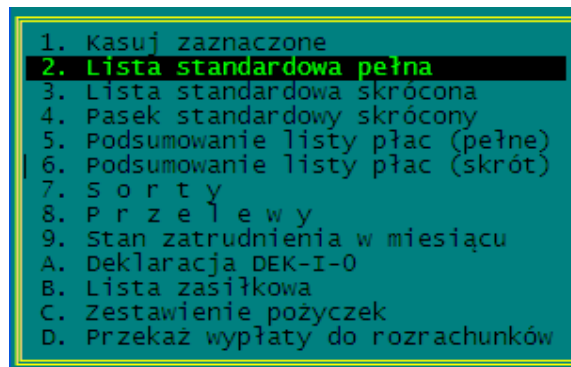 1. Kasuj zaznaczone
2. Lista standardowa pełna
3. Lista standardowa skrócona
4. Pasek standardowy skrócony
5. Podsumowanie listy płac (pełne)
6. Podsumowanie listy płac (skrót)
7. S o r t y
8. P r z e l e w y
9. Stan zatrudnienia w miesiącu
A. Deklaracja DEK-I-0
B. Lista zasiłkowa
C. Zestawienie pożyczek
D. Przekaż wypłaty do rozrachunków